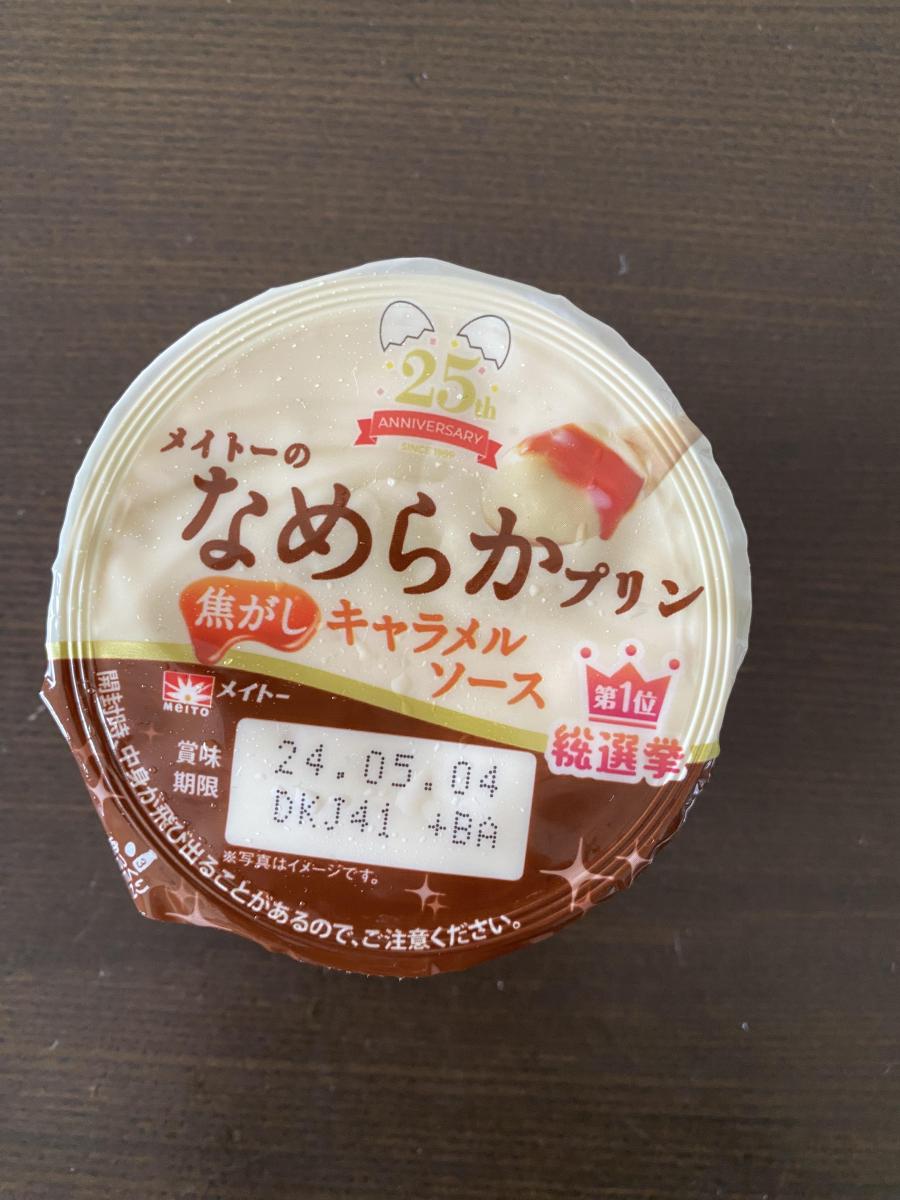 25th
ANNIVERSARY
SINCE 1999
メイトーの
なめらかプリン
焦がしキャラメル
ソース
第1位
総選挙
MEITO
メイトー
賞味
期限
24.05.04
DKJ41 +BA
※写真はイメージです。
開封時、中身が飛び出ることがあるので、ご注意ください。